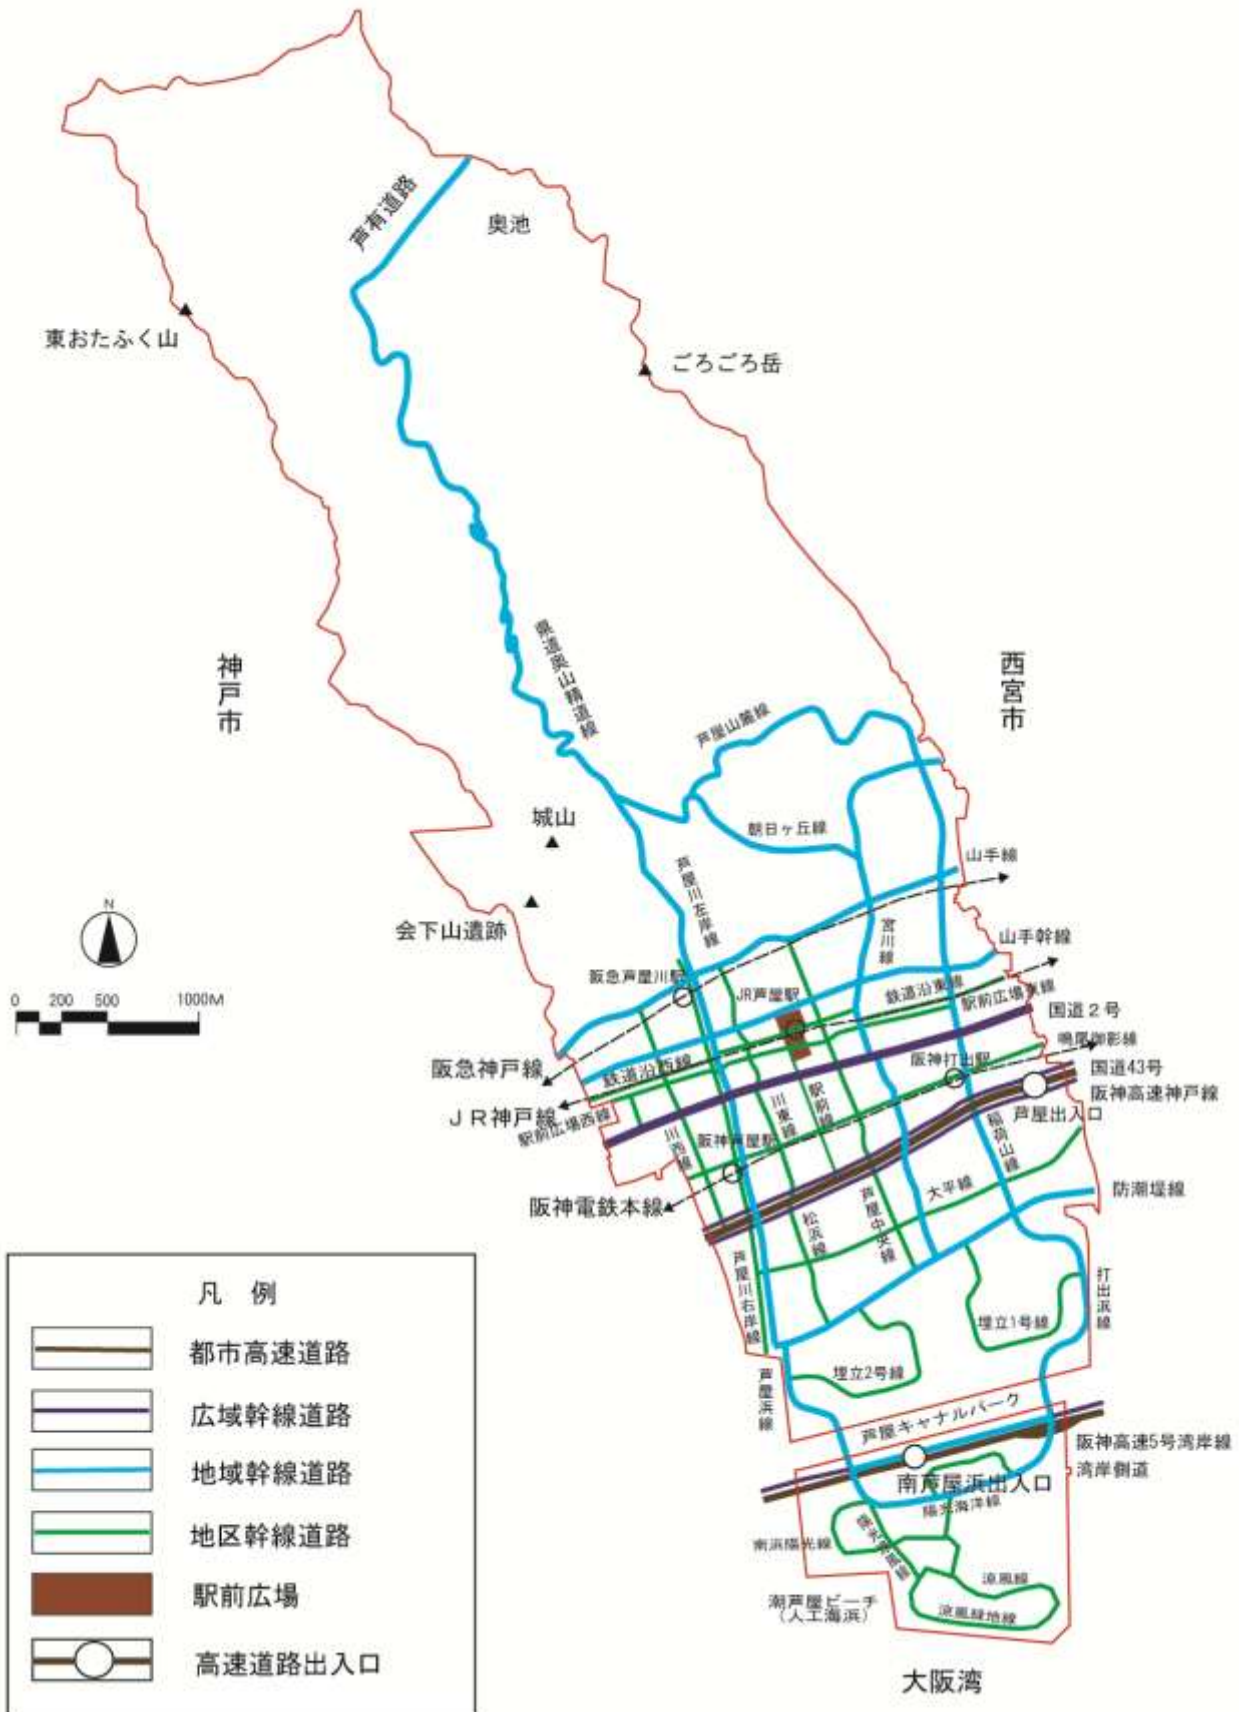 芦有道路
奥池
東おたふく山
ごろごろ岳
神戸市
西宮市
県道奥山精道線
芦屋山麓線
城山
朝日ヶ丘線
山手線
芦屋川左岸線
会下山遺跡
宮川線
山手幹線
N
0 200 500 1000M
阪急芦屋川駅
JR芦屋駅
鉄道沿東線
駅前広場東線
国道2号
鳴尾御影線
阪急神戸線
鉄道沿西線
阪神打出駅
国道43号
阪神高速神戸線
JR神戸線
駅前広場西線
川西線
川東線
駅前線
芦屋出入口
阪神芦屋駅
稲荷山線
阪神電鉄本線
大平線
防潮堤線
松浜線
芦屋中央線
芦屋川右岸線
打出浜線
埋立1号線
埋立2号線
芦屋浜線
芦屋キャナルパーク
阪神高速5号湾岸線
湾岸側道
南芦屋浜出入口
陽光海洋線
南浜陽光線
涼風線
潮芦屋ビーチ
(人工海浜)
涼風緑地線
大阪湾
凡 例
都市高速道路
広域幹線道路
地域幹線道路
地区幹線道路
駅前広場
高速道路出入口